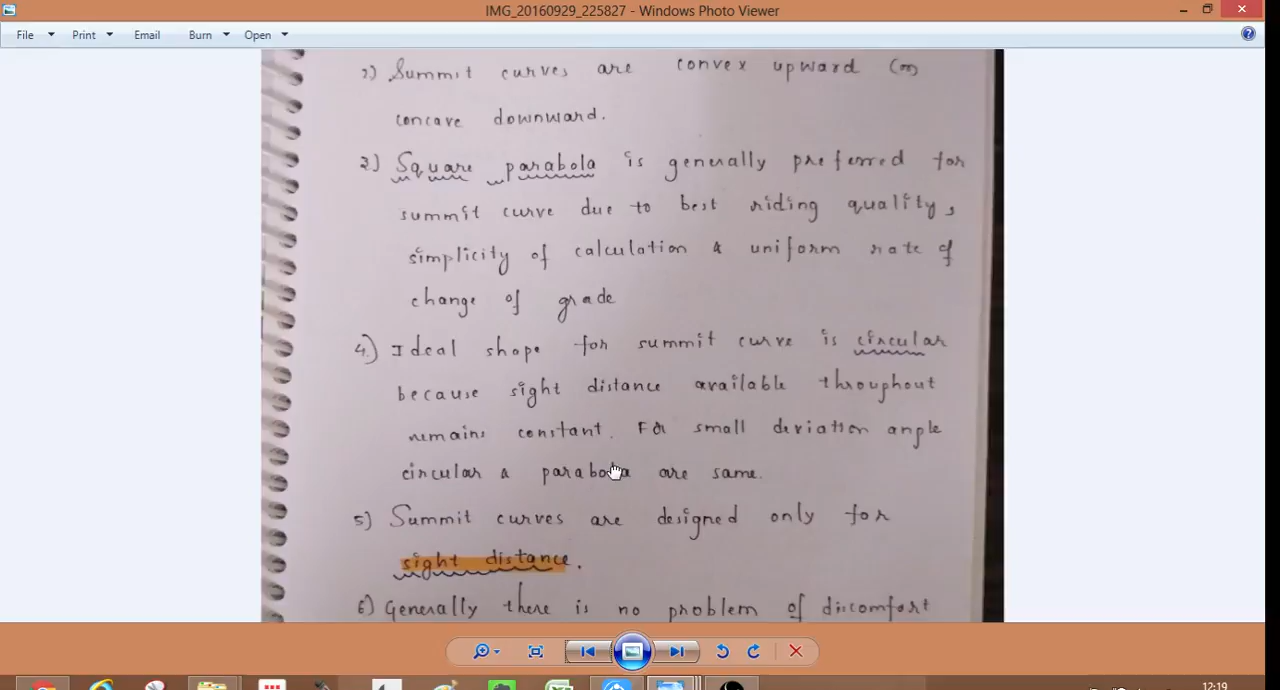 IMG_20160929_225827 - Windows Photo Viewer
File Print Email Burn Open
2) Summit curves are convex upward (or)
concave downward.
3) Square parabola is generally preferred for
summit curve due to best riding quality,
simplicity of calculation & uniform rate of
change of grade
4.) Ideal shape for summit curve is circular
because sight distance available throughout
remains constant. For small deviation angle
circular & parabola are same.
5) Summit curves are designed only for
sight distance.
6) Generally there is no problem of discomfort
12:19